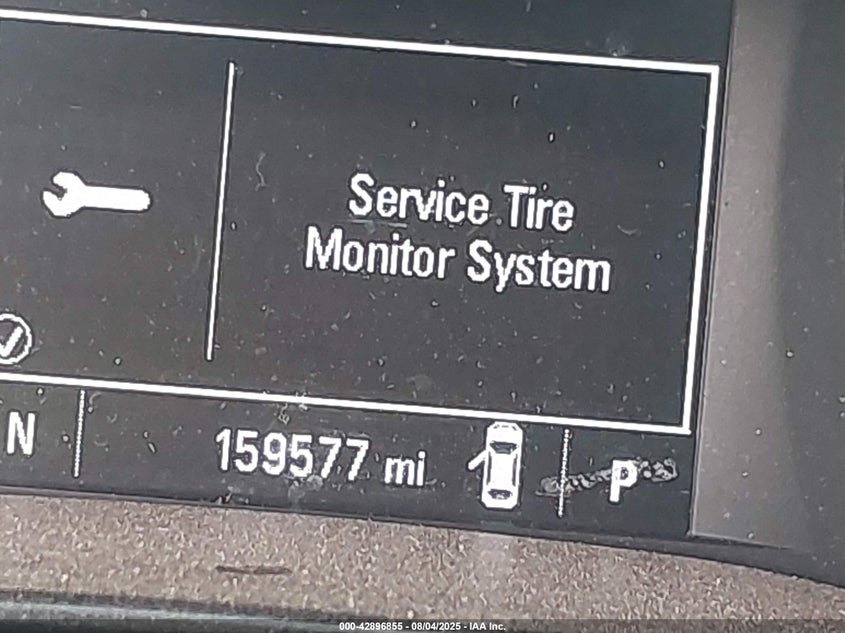 Service Tire
Monitor System
N
159577 mi
P
000-42896855 - 08/04/2025 - IAA Inc.